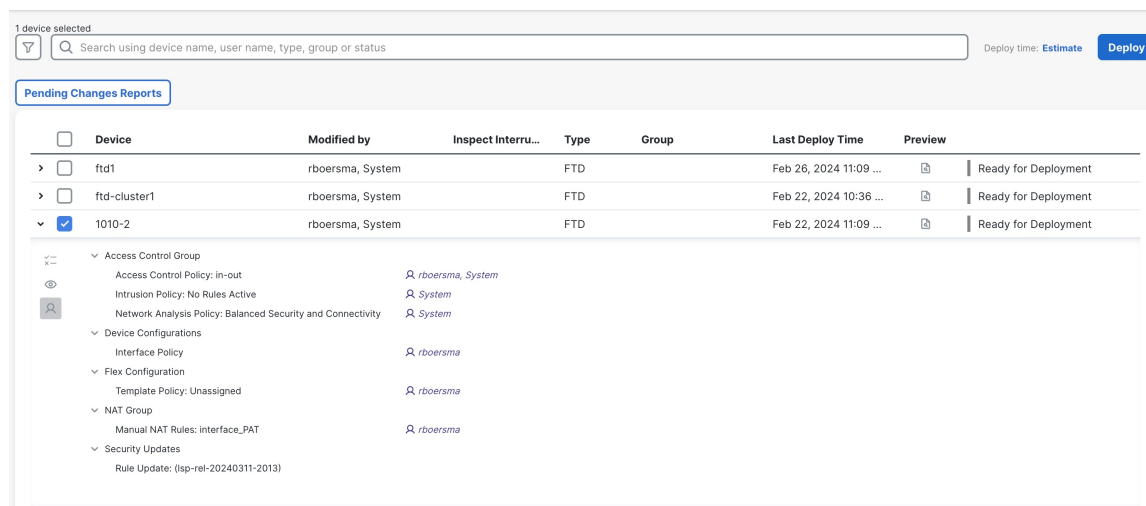 1 device selected
Search using device name, user name, type, group or status
Deploy time: Estimate
Deploy
Pending Changes Reports
Device Modified by Inspect Interru... Type Group Last Deploy Time Preview
ftd1 rboersma, System FTD Feb 26, 2024 11:09 ... Ready for Deployment
ftd-cluster1 rboersma, System FTD Feb 22, 2024 10:36 ... Ready for Deployment
1010-2 rboersma, System FTD Feb 22, 2024 11:09 ... Ready for Deployment
Access Control Group
Access Control Policy: in-out rboersma, System
Intrusion Policy: No Rules Active System
Network Analysis Policy: Balanced Security and Connectivity System
Device Configurations
Interface Policy rboersma
Flex Configuration
Template Policy: Unassigned rboersma
NAT Group
Manual NAT Rules: interface_PAT rboersma
Security Updates
Rule Update: (lsp-rel-20240311-2013)